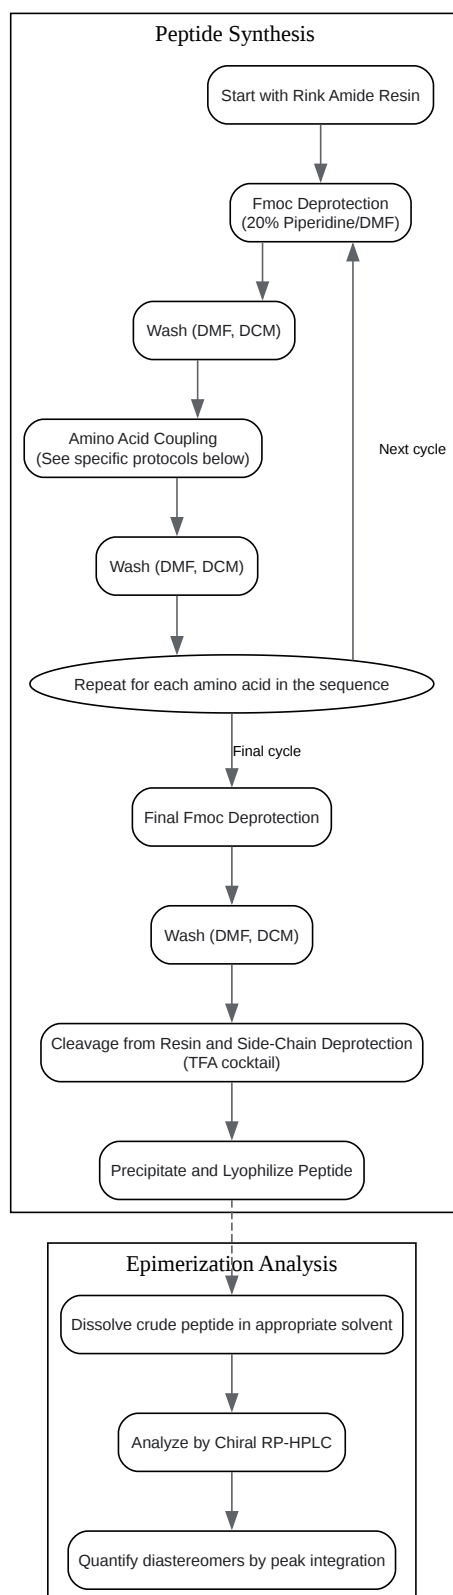 Peptide Synthesis
Start with Rink Amide Resin
Fmoc Deprotection
(20% Piperidine/DMF)
Wash (DMF, DCM)
Amino Acid Coupling
(See specific protocols below)
Next cycle
Wash (DMF, DCM)
Repeat for each amino acid in the sequence
Final cycle
Final Fmoc Deprotection
Wash (DMF, DCM)
Cleavage from Resin and Side-Chain Deprotection
(TFA cocktail)
Precipitate and Lyophilize Peptide
Epimerization Analysis
Dissolve crude peptide in appropriate solvent
Analyze by Chiral RP-HPLC
Quantify diastereomers by peak integration